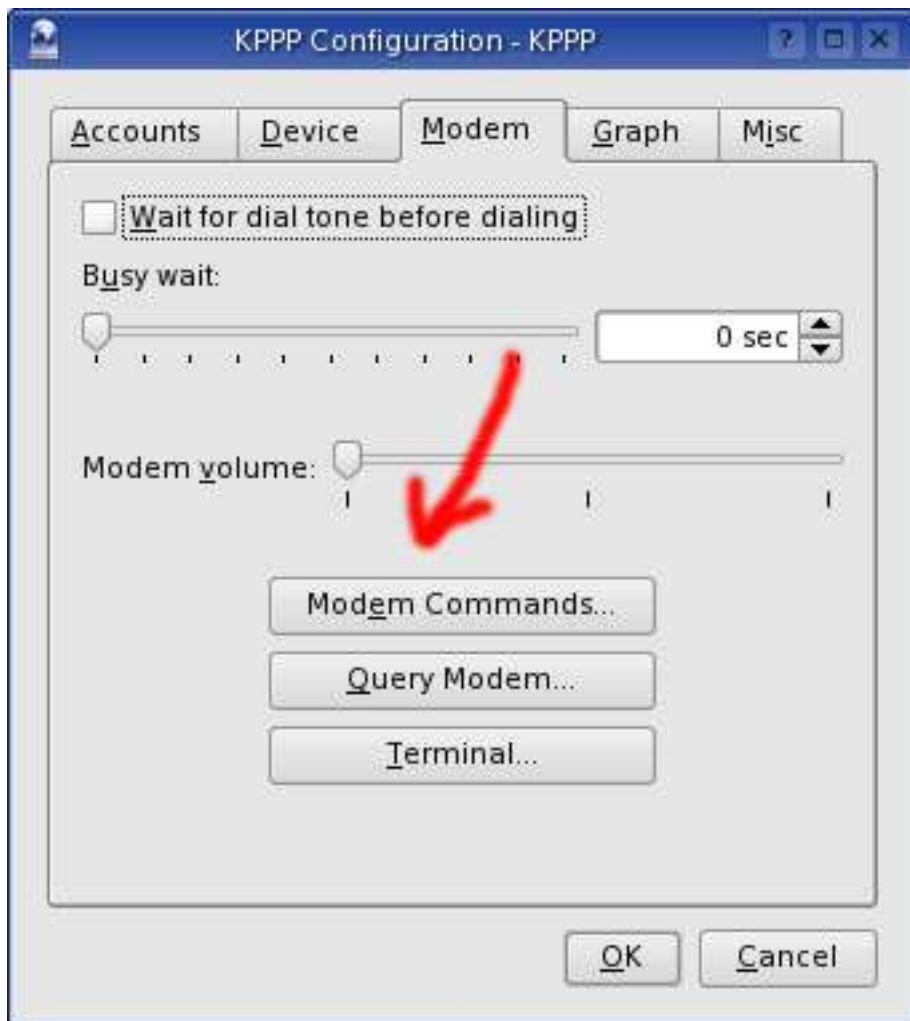 KPPP Configuration - KPPP
Accounts Device Modem Graph Misc
Wait for dial tone before dialing
Busy wait:
0 sec
Modem volume:
Modem Commands...
Query Modem...
Terminal...
OK Cancel